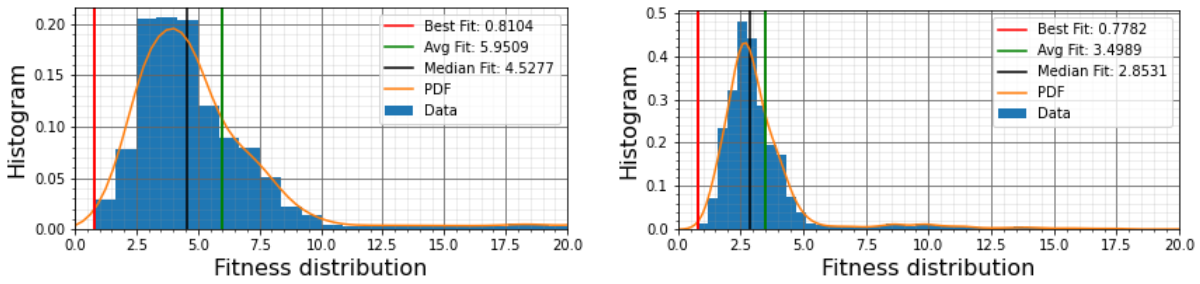 Histogram
0.20
0.15
0.10
0.05
0.00
0.0 2.5 5.0 7.5 10.0 12.5 15.0 17.5 20.0
Fitness distribution
Best Fit: 0.8104
Avg Fit: 5.9509
Median Fit: 4.5277
PDF
Data
Histogram
0.5
0.4
0.3
0.2
0.1
0.0
0.0 2.5 5.0 7.5 10.0 12.5 15.0 17.5 20.0
Fitness distribution
Best Fit: 0.7782
Avg Fit: 3.4989
Median Fit: 2.8531
PDF
Data